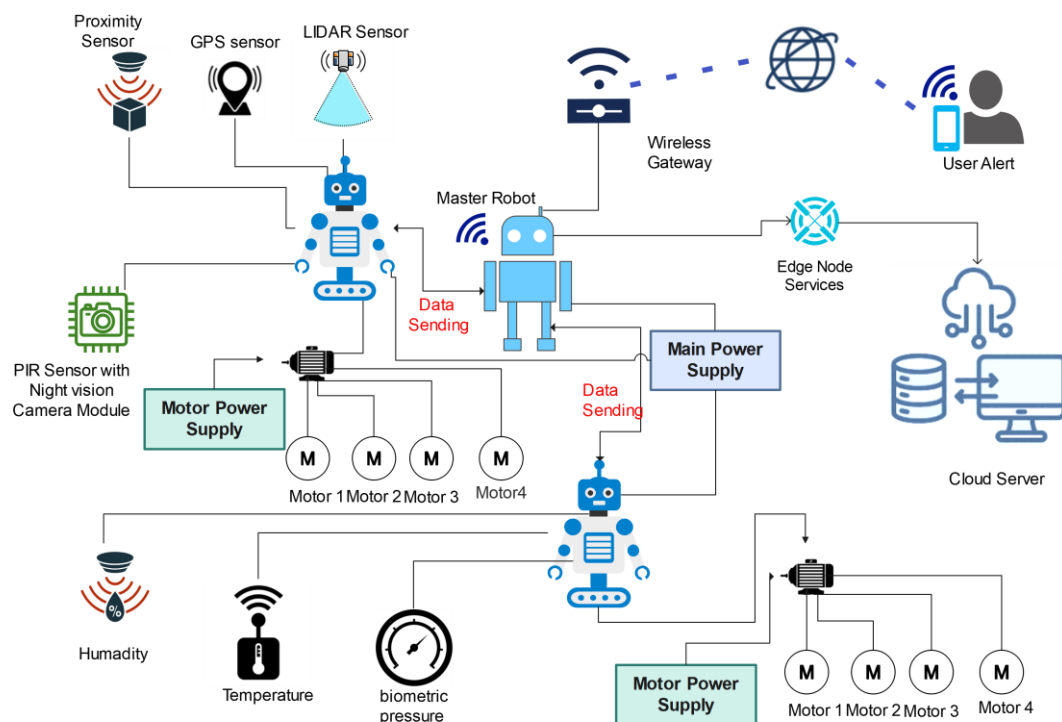 Proximity
Sensor
GPS sensor
LIDAR Sensor
Wireless
Gateway
User Alert
Master Robot
Edge Node
Services
Data
Sending
PIR Sensor with
Night vision
Camera Module
Motor Power
Supply
Main Power
Supply
Data
Sending
M
M
M
M
Motor 1
Motor 2
Motor 3
Motor4
Cloud Server
%
Humadity
Temperature
biometric
pressure
Motor Power
Supply
M
M
M
M
Motor 1
Motor 2
Motor 3
Motor 4